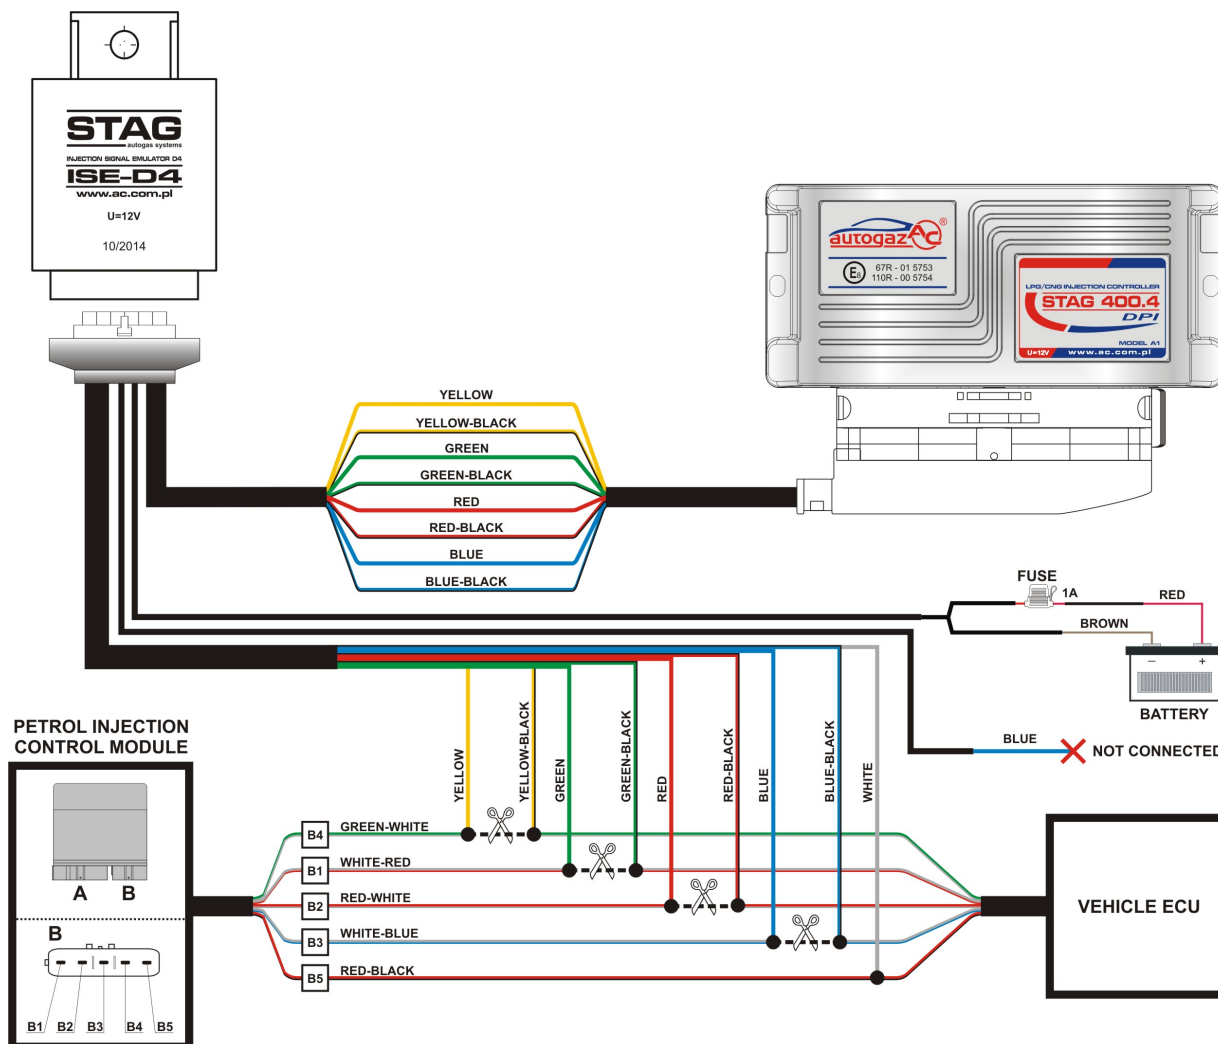 STAG
autogas systems
INJECTION SIGNAL EMULATOR D4
ISE-D4
www.ac.com.pl
U=12V
10/2014
autogaz AC ®
E8
67R - 01 5753
110R - 00 5754
LPG/CNG INJECTION CONTROLLER
STAG 400.4
DPI
MODEL A1
U=12V www.ac.com.pl
YELLOW
YELLOW-BLACK
GREEN
GREEN-BLACK
RED
RED-BLACK
BLUE
BLUE-BLACK
FUSE
1A
RED
BROWN
– +
BATTERY
BLUE
NOT CONNECTED
YELLOW
YELLOW-BLACK
GREEN
GREEN-BLACK
RED
RED-BLACK
BLUE
BLUE-BLACK
WHITE
PETROL INJECTION
CONTROL MODULE
A B
B
B1 B2 B3 B4 B5
B4 GREEN-WHITE
B1 WHITE-RED
B2 RED-WHITE
B3 WHITE-BLUE
B5 RED-BLACK
VEHICLE ECU